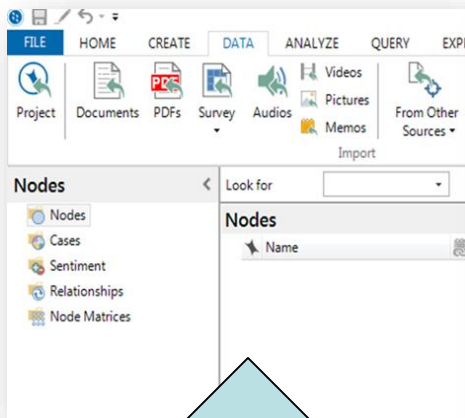 FILE HOME CREATE DATA ANALYZE QUERY EXP
Project Documents PDFs Survey Audios Videos Pictures Memos From Other Sources
Import
Nodes Look for
Nodes
Cases
Sentiment
Relationships
Node Matrices
Nodes
Name